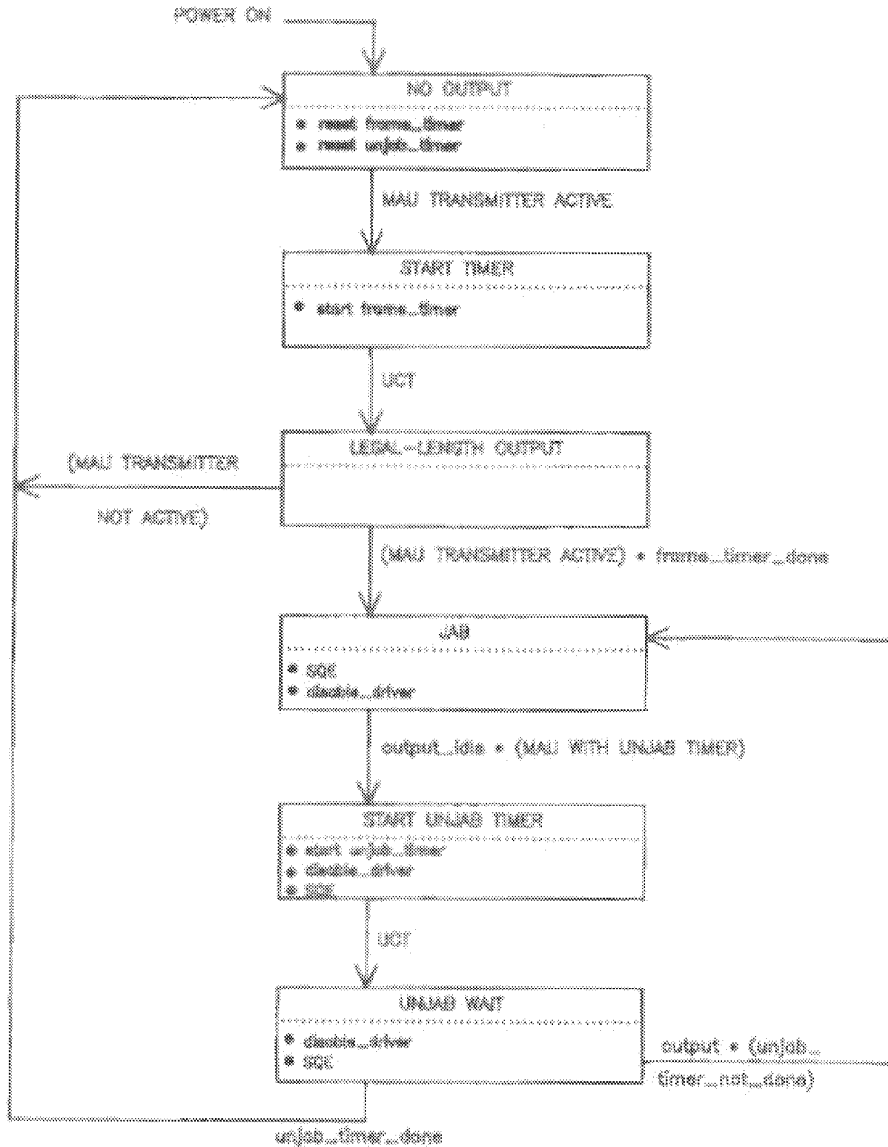 POWER ON
NO OUTPUT
• reset frame_timer
• reset unjab_timer
MAU TRANSMITTER ACTIVE
START TIMER
• start frame_timer
UCT
LEGAL-LENGTH OUTPUT
(MAU TRANSMITTER
NOT ACTIVE)
(MAU TRANSMITTER ACTIVE) * frame_timer_done
JAB
• SQE
• disable_driver
output_idle * (MAU WITH UNJAB TIMER)
START UNJAB TIMER
• start unjab_timer
• disable_driver
• SQE
UCT
UNJAB WAIT
• disable_driver
• SQE
output * (unjab_
timer_not_done)
unjab_timer_done